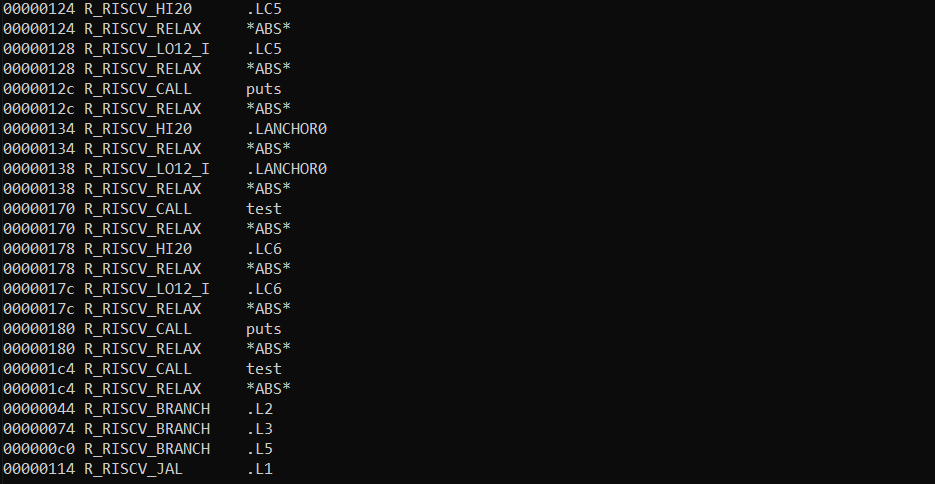 00000124 R_RISCV_HI20 .LC5
00000124 R_RISCV_RELAX *ABS*
00000128 R_RISCV_LO12_I .LC5
00000128 R_RISCV_RELAX *ABS*
0000012c R_RISCV_CALL puts
0000012c R_RISCV_RELAX *ABS*
00000134 R_RISCV_HI20 .LANCHOR0
00000134 R_RISCV_RELAX *ABS*
00000138 R_RISCV_LO12_I .LANCHOR0
00000138 R_RISCV_RELAX *ABS*
00000170 R_RISCV_CALL test
00000170 R_RISCV_RELAX *ABS*
00000178 R_RISCV_HI20 .LC6
00000178 R_RISCV_RELAX *ABS*
0000017c R_RISCV_LO12_I .LC6
0000017c R_RISCV_RELAX *ABS*
00000180 R_RISCV_CALL puts
00000180 R_RISCV_RELAX *ABS*
000001c4 R_RISCV_CALL test
000001c4 R_RISCV_RELAX *ABS*
00000044 R_RISCV_BRANCH .L2
00000074 R_RISCV_BRANCH .L3
000000c0 R_RISCV_BRANCH .L5
00000114 R_RISCV_JAL .L1